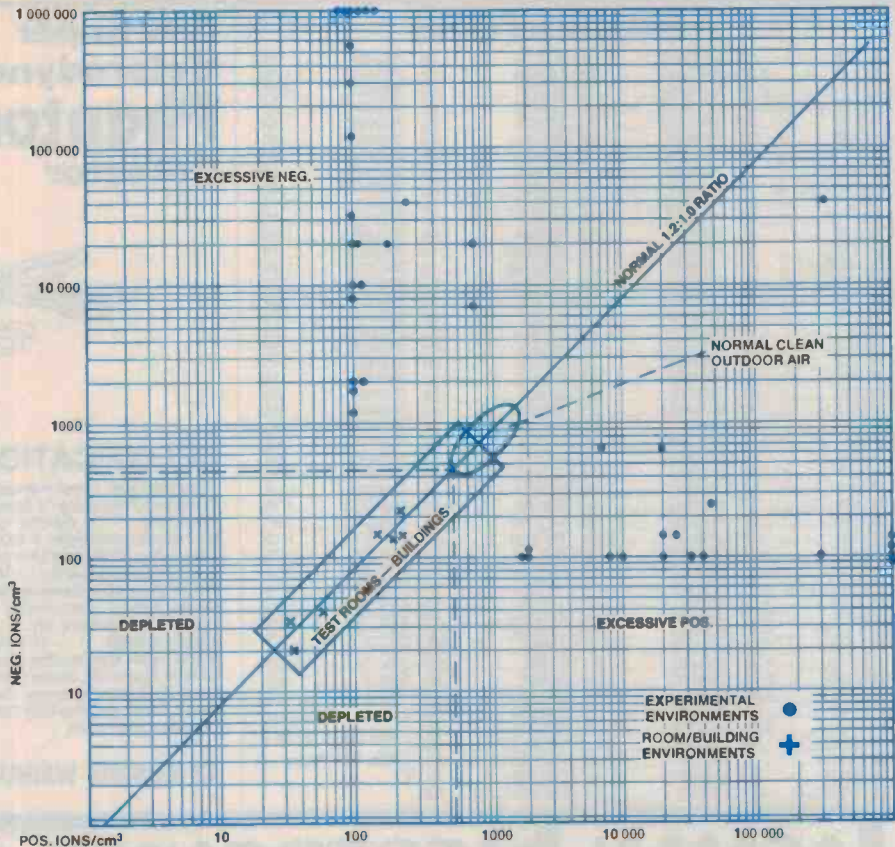 1 000 000
100 000
10 000
1000
100
10
NEG. IONS/cm³
EXCESSIVE NEG.
NORMAL 1.2:1.0 RATIO
NORMAL CLEAN
OUTDOOR AIR
TEST ROOMS — BUILDINGS
DEPLETED
EXCESSIVE POS.
DEPLETED
EXPERIMENTAL
ENVIRONMENTS
ROOM/BUILDING
ENVIRONMENTS
POS. IONS/cm³
10
100
1000
10 000
100 000